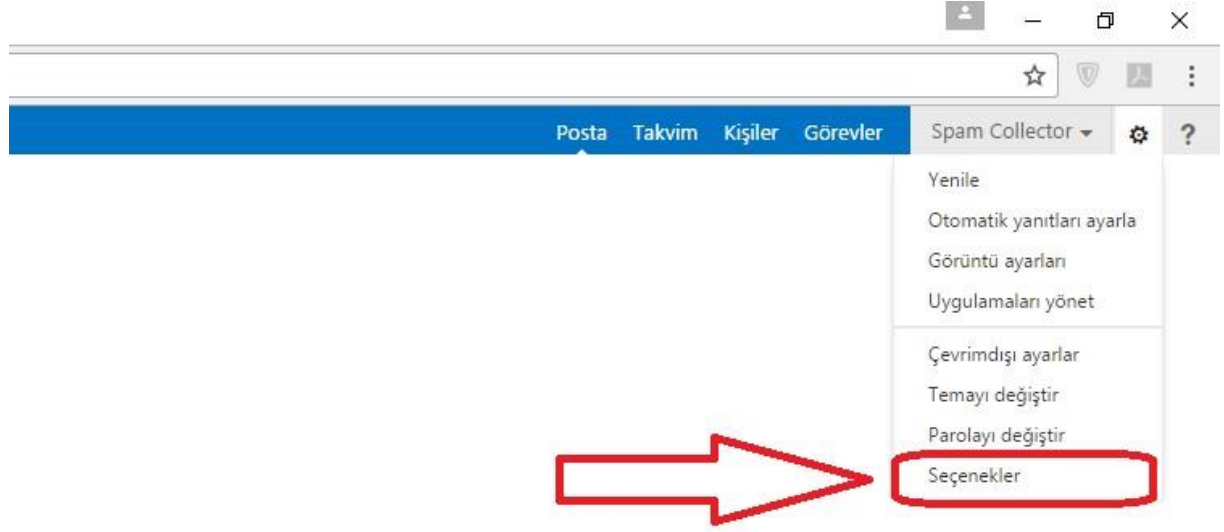 Posta Takvim Kişiler Görevler Spam Collector ?
Yenile
Otomatik yanıtları ayarla
Görüntü ayarları
Uygulamaları yönet
Çevrimdışı ayarlar
Temayı değiştir
Parolayı değiştir
Seçenekler